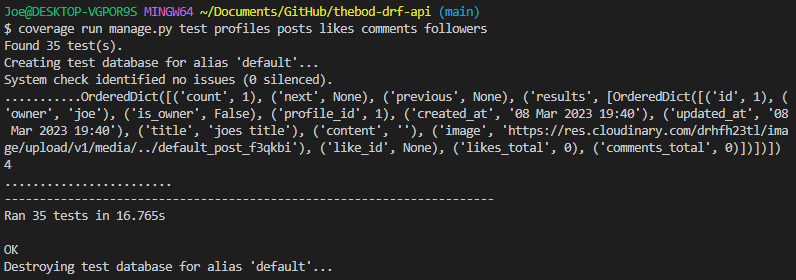 Joe@DESKTOP-VGPOR9S MINGW64 ~/Documents/GitHub/thebod-drf-api (main)
$ coverage run manage.py test profiles posts likes comments followers
Found 35 test(s).
Creating test database for alias 'default'...
System check identified no issues (0 silenced).
...........OrderedDict([('count', 1), ('next', None), ('previous', None), ('results', [OrderedDict([('id', 1), (
'owner', 'joe'), ('is_owner', False), ('profile_id', 1), ('created_at', '08 Mar 2023 19:40'), ('updated_at', '08
 Mar 2023 19:40'), ('title', 'joes title'), ('content', ''), ('image', 'https://res.cloudinary.com/drhfh23tl/ima
ge/upload/v1/media/../default_post_f3qkbi'), ('like_id', None), ('likes_total', 0), ('comments_total', 0)])])])
4
........................
----------------------------------------------------------------------
Ran 35 tests in 16.765s
OK
Destroying test database for alias 'default'...